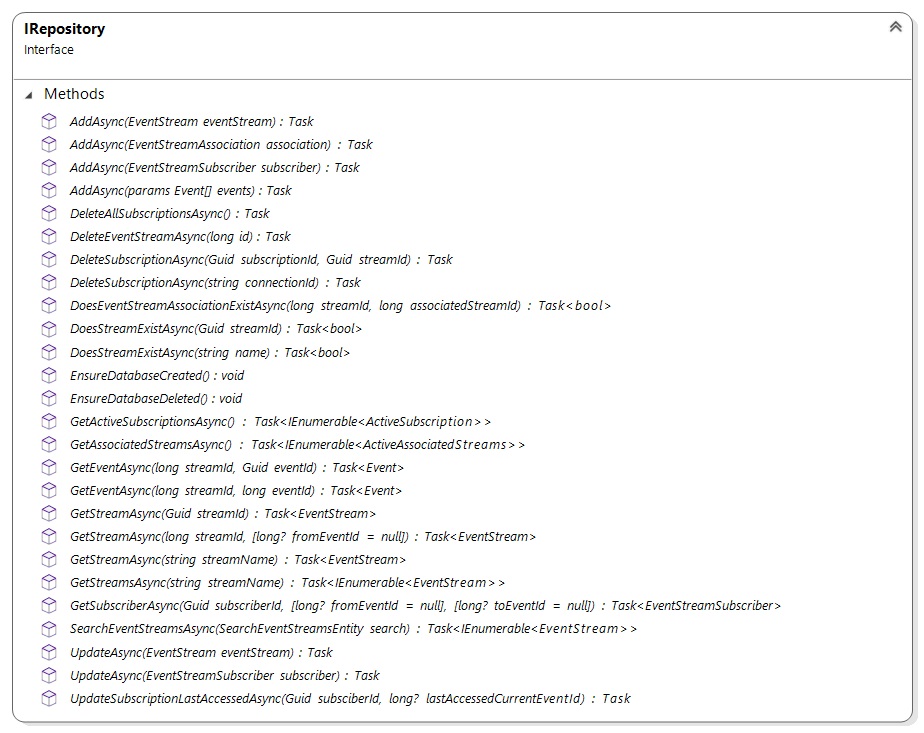 IRepository
Interface
Methods
AddAsync(EventStream eventStream) : Task
AddAsync(EventStreamAssociation association) : Task
AddAsync(EventStreamSubscriber subscriber) : Task
AddAsync(params Event[] events) : Task
DeleteAllSubscriptionsAsync() : Task
DeleteEventStreamAsync(long id) : Task
DeleteSubscriptionAsync(Guid subscriptionId, Guid streamId) : Task
DeleteSubscriptionAsync(string connectionId) : Task
DoesEventStreamAssociationExistAsync(long streamId, long associatedStreamId) : Task<bool>
DoesStreamExistAsync(Guid streamId) : Task<bool>
DoesStreamExistAsync(string name) : Task<bool>
EnsureDatabaseCreated() : void
EnsureDatabaseDeleted() : void
GetActiveSubscriptionsAsync() : Task<IEnumerable<ActiveSubscription>>
GetAssociatedStreamsAsync() : Task<IEnumerable<ActiveAssociatedStreams>>
GetEventAsync(long streamId, Guid eventId) : Task<Event>
GetEventAsync(long streamId, long eventId) : Task<Event>
GetStreamAsync(Guid streamId) : Task<EventStream>
GetStreamAsync(long streamId, [long? fromEventId = null]) : Task<EventStream>
GetStreamAsync(string streamName) : Task<EventStream>
GetStreamsAsync(string streamName) : Task<IEnumerable<EventStream>>
GetSubscriberAsync(Guid subscriberId, [long? fromEventId = null], [long? toEventId = null]) : Task<EventStreamSubscriber>
SearchEventStreamsAsync(SearchEventStreamsEntity search) : Task<IEnumerable<EventStream>>
UpdateAsync(EventStream eventStream) : Task
UpdateAsync(EventStreamSubscriber subscriber) : Task
UpdateSubscriptionLastAccessedAsync(Guid subsciberId, long? lastAccessedCurrentEventId) : Task